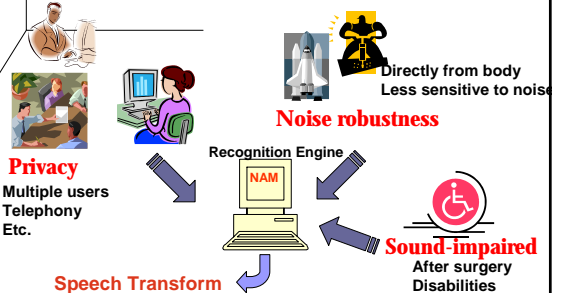 Directly from body
Less sensitive to noise
Noise robustness
Privacy
Multiple users
Telephony
Etc.
Recognition Engine
NAM
Sound-impaired
After surgery
Disabilities
Speech Transform